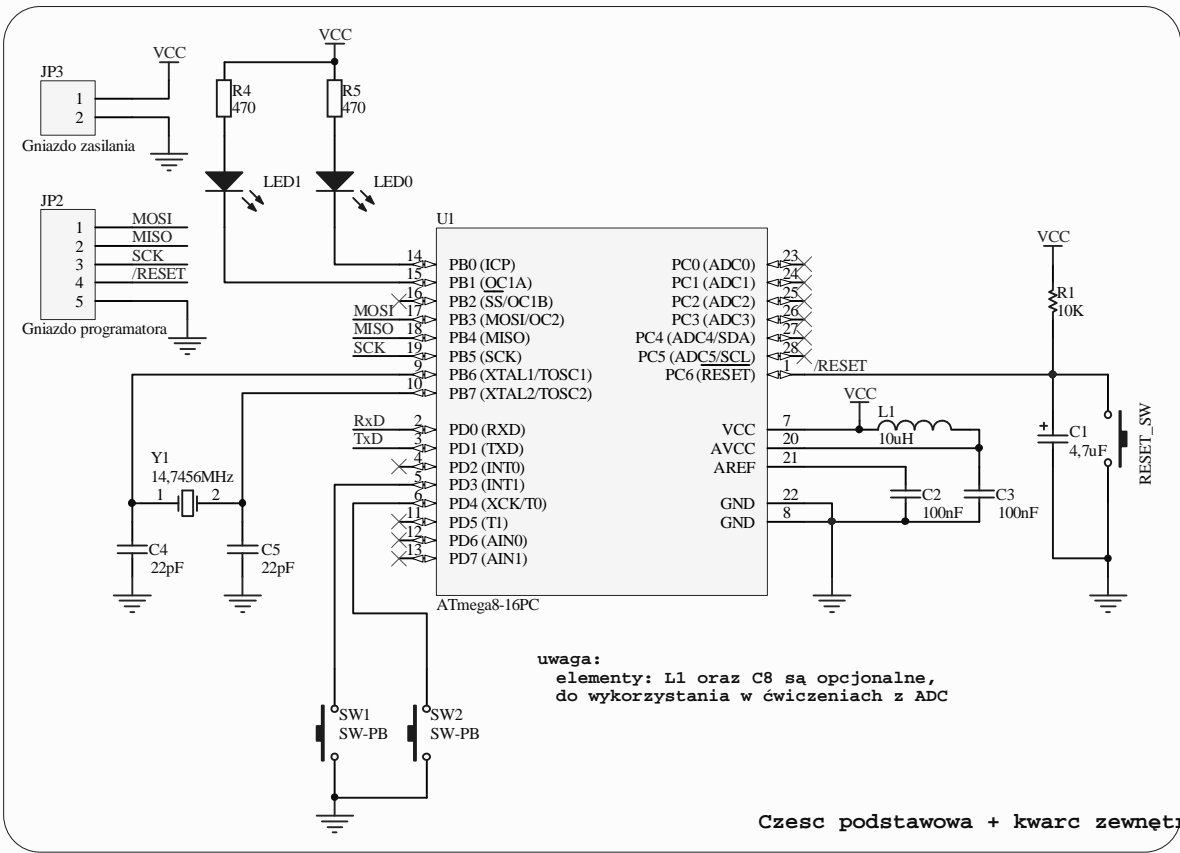 JP3
1
2
Gniazdo zasilania
VCC
JP2
1
2
3
4
5
MOSI
MISO
SCK
/RESET
Gniazdo programatora
VCC
R4
470
R5
470
LED1
LED0
U1
14 PB0 (ICP)
15 PB1 (OC1A)
16 PB2 (SS/OC1B)
MOSI 17 PB3 (MOSI/OC2)
MISO 18 PB4 (MISO)
SCK 19 PB5 (SCK)
9 PB6 (XTAL1/TOSC1)
10 PB7 (XTAL2/TOSC2)
RxD 2 PD0 (RXD)
TxD 3 PD1 (TXD)
4 PD2 (INT0)
5 PD3 (INT1)
6 PD4 (XCK/T0)
11 PD5 (T1)
12 PD6 (AIN0)
13 PD7 (AIN1)
PC0 (ADC0) 23
PC1 (ADC1) 24
PC2 (ADC2) 25
PC3 (ADC3) 26
PC4 (ADC4/SDA) 27
PC5 (ADC5/SCL) 28
PC6 (RESET) 1 /RESET
VCC 7
AVCC 20
AREF 21
GND 22
GND 8
ATmega8-16PC
VCC
L1
10uH
C2
100nF
C3
100nF
VCC
R1
10K
C1
4,7uF
RESET_SW
Y1
14,7456MHz
1 2
C4
22pF
C5
22pF
SW1
SW-PB
SW2
SW-PB
uwaga:
elementy: L1 oraz C8 są opcjonalne,
do wykorzystania w ćwiczeniach z ADC
Czesc podstawowa + kwarc zewnęt